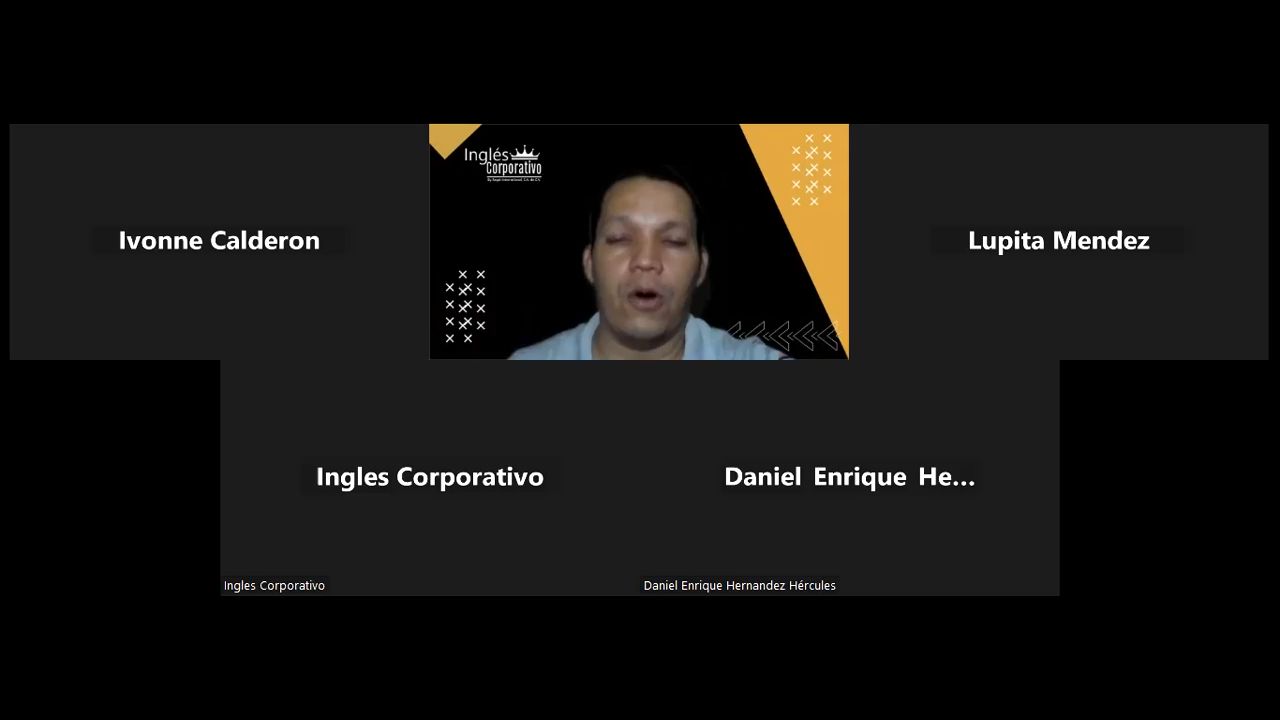 Ivonne Calderon
Inglés
Corporativo
Lupita Mendez
Ingles Corporativo
Daniel Enrique He...
Ingles Corporativo
Daniel Enrique Hernandez Hércules